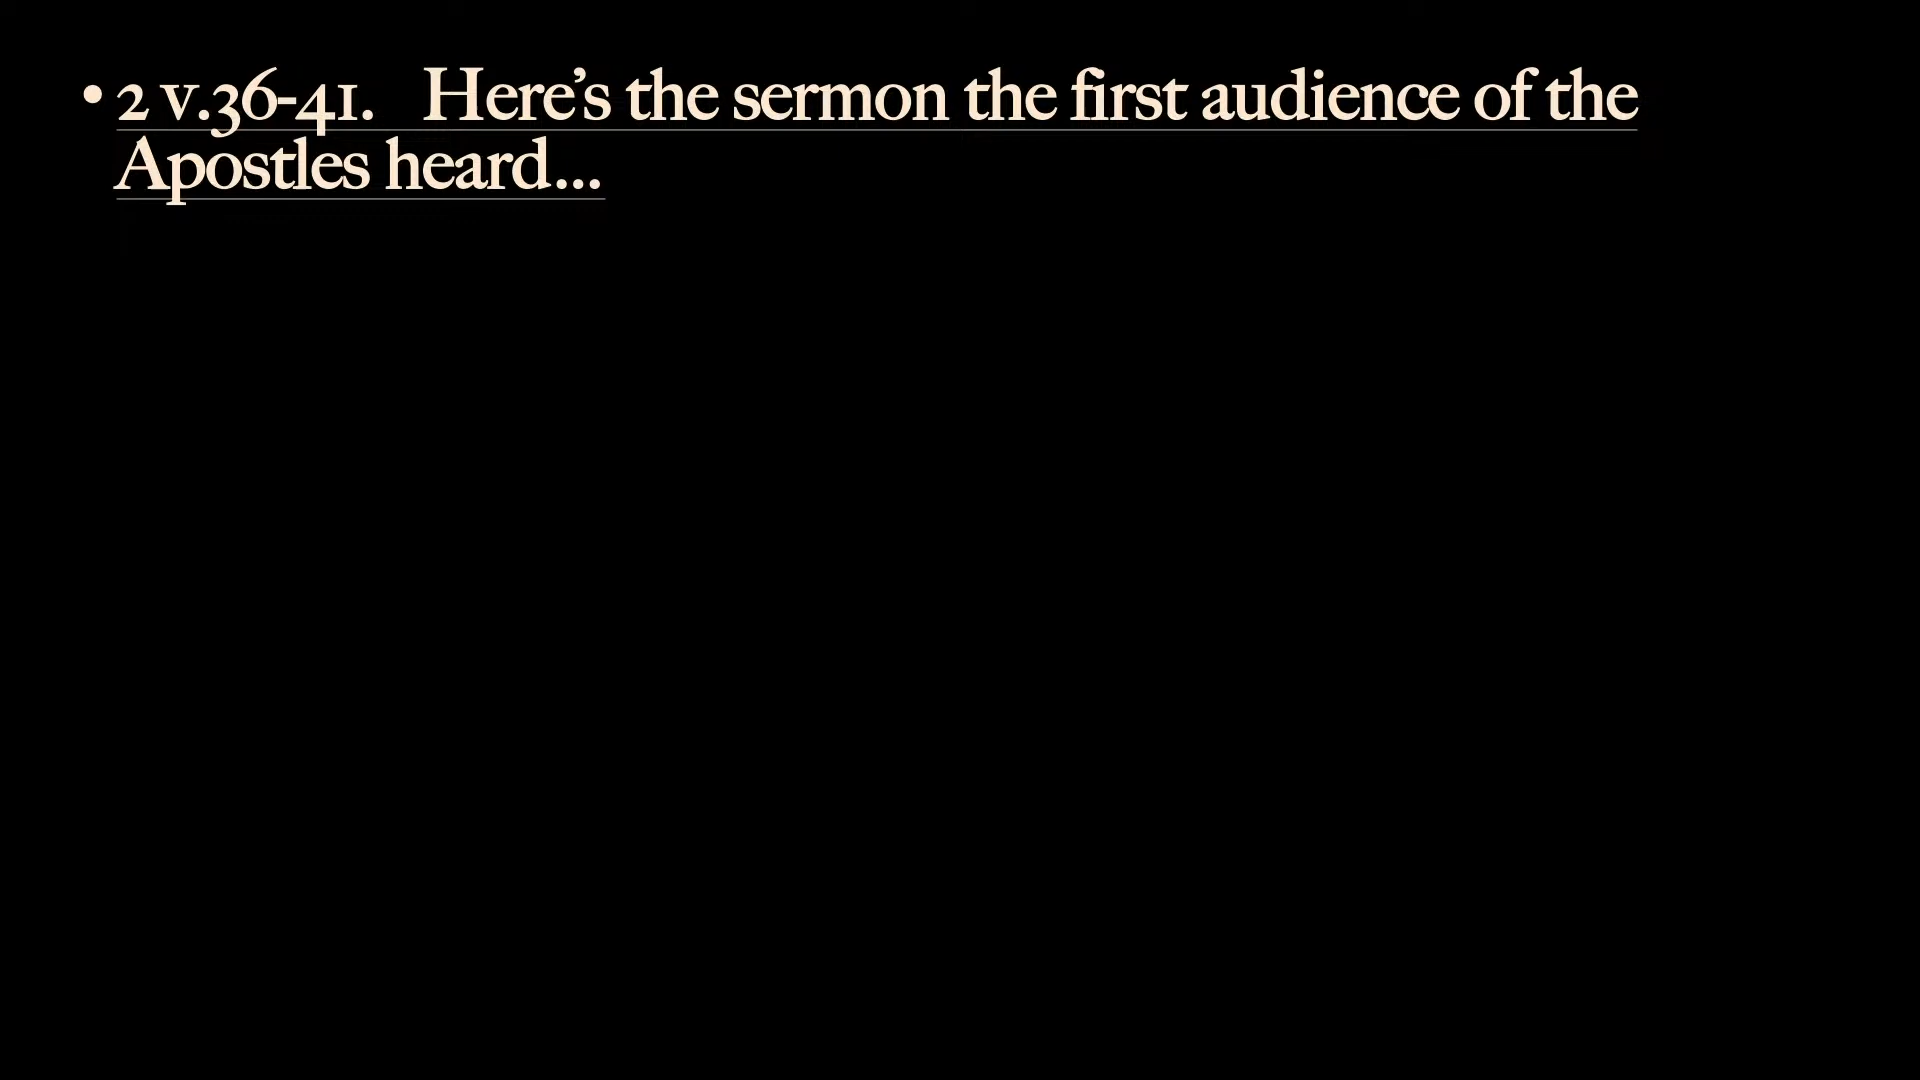 • 2 v.36-41. Here’s the sermon the first audience of the
Apostles heard…